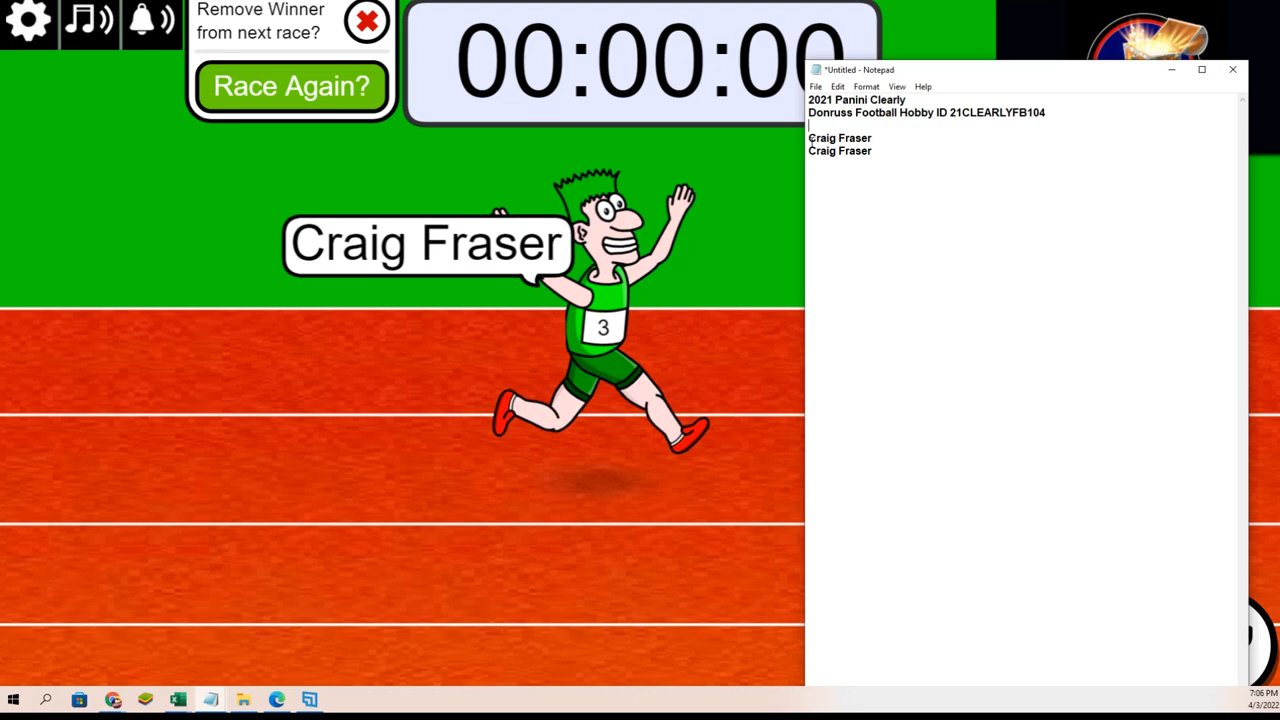 Remove Winner
from next race?
Race Again?
00:00:00
Craig Fraser
3
*Untitled - Notepad
File Edit Format View Help
2021 Panini Clearly
Donruss Football Hobby ID 21CLEARLYFB104
Craig Fraser
Craig Fraser
7:06 PM
4/3/2022